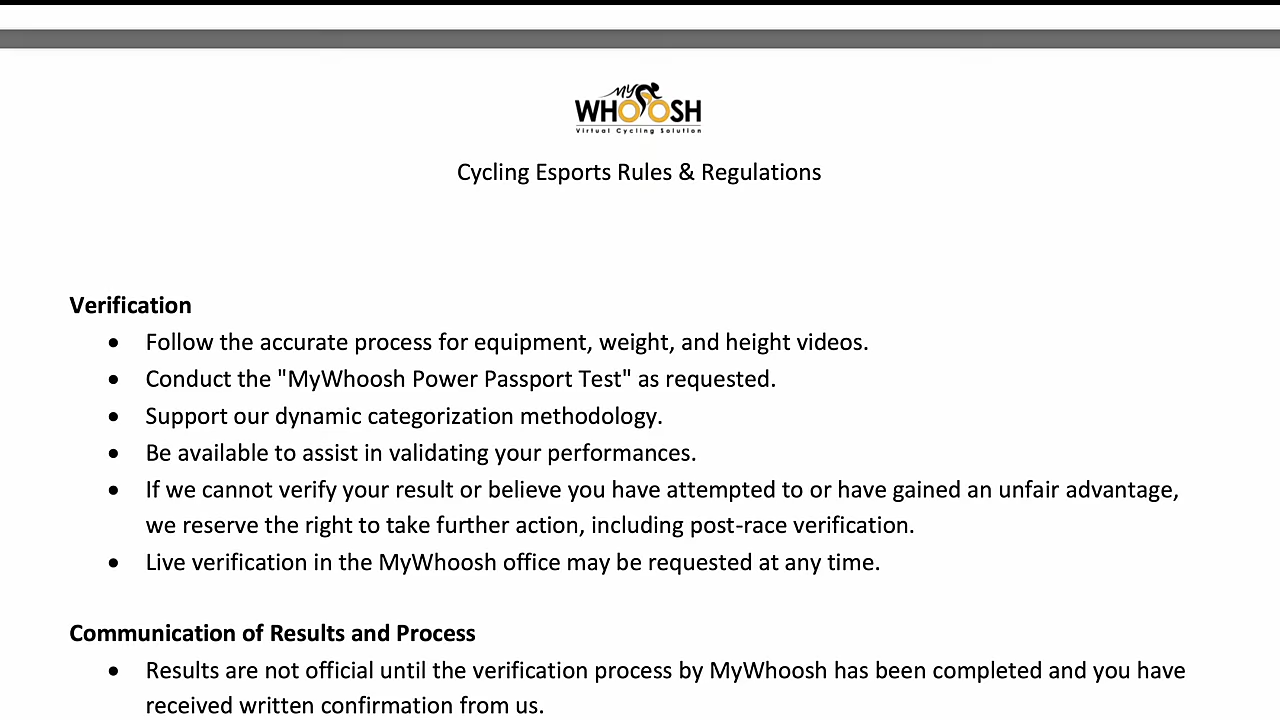 MY
WHOOSH
Virtual Cycling Solution
Cycling Esports Rules & Regulations
Verification
• Follow the accurate process for equipment, weight, and height videos.
• Conduct the "MyWhoosh Power Passport Test" as requested.
• Support our dynamic categorization methodology.
• Be available to assist in validating your performances.
• If we cannot verify your result or believe you have attempted to or have gained an unfair advantage,
we reserve the right to take further action, including post-race verification.
• Live verification in the MyWhoosh office may be requested at any time.
Communication of Results and Process
• Results are not official until the verification process by MyWhoosh has been completed and you have
received written confirmation from us.